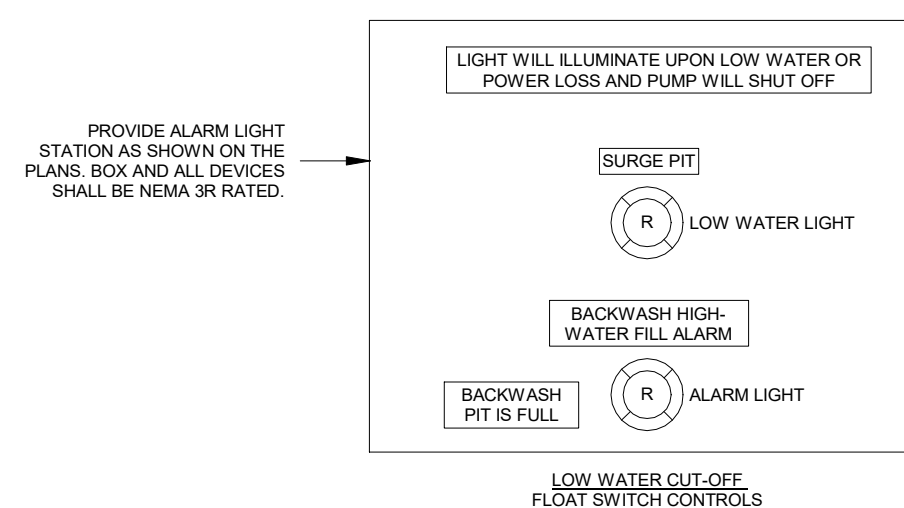 LIGHT WILL ILLUMINATE UPON LOW WATER OR
POWER LOSS AND PUMP WILL SHUT OFF
PROVIDE ALARM LIGHT
STATION AS SHOWN ON THE
PLANS. BOX AND ALL DEVICES
SHALL BE NEMA 3R RATED.
SURGE PIT
R
LOW WATER LIGHT
BACKWASH HIGH-
WATER FILL ALARM
BACKWASH
PIT IS FULL
R
ALARM LIGHT
LOW WATER CUT-OFF
FLOAT SWITCH CONTROLS